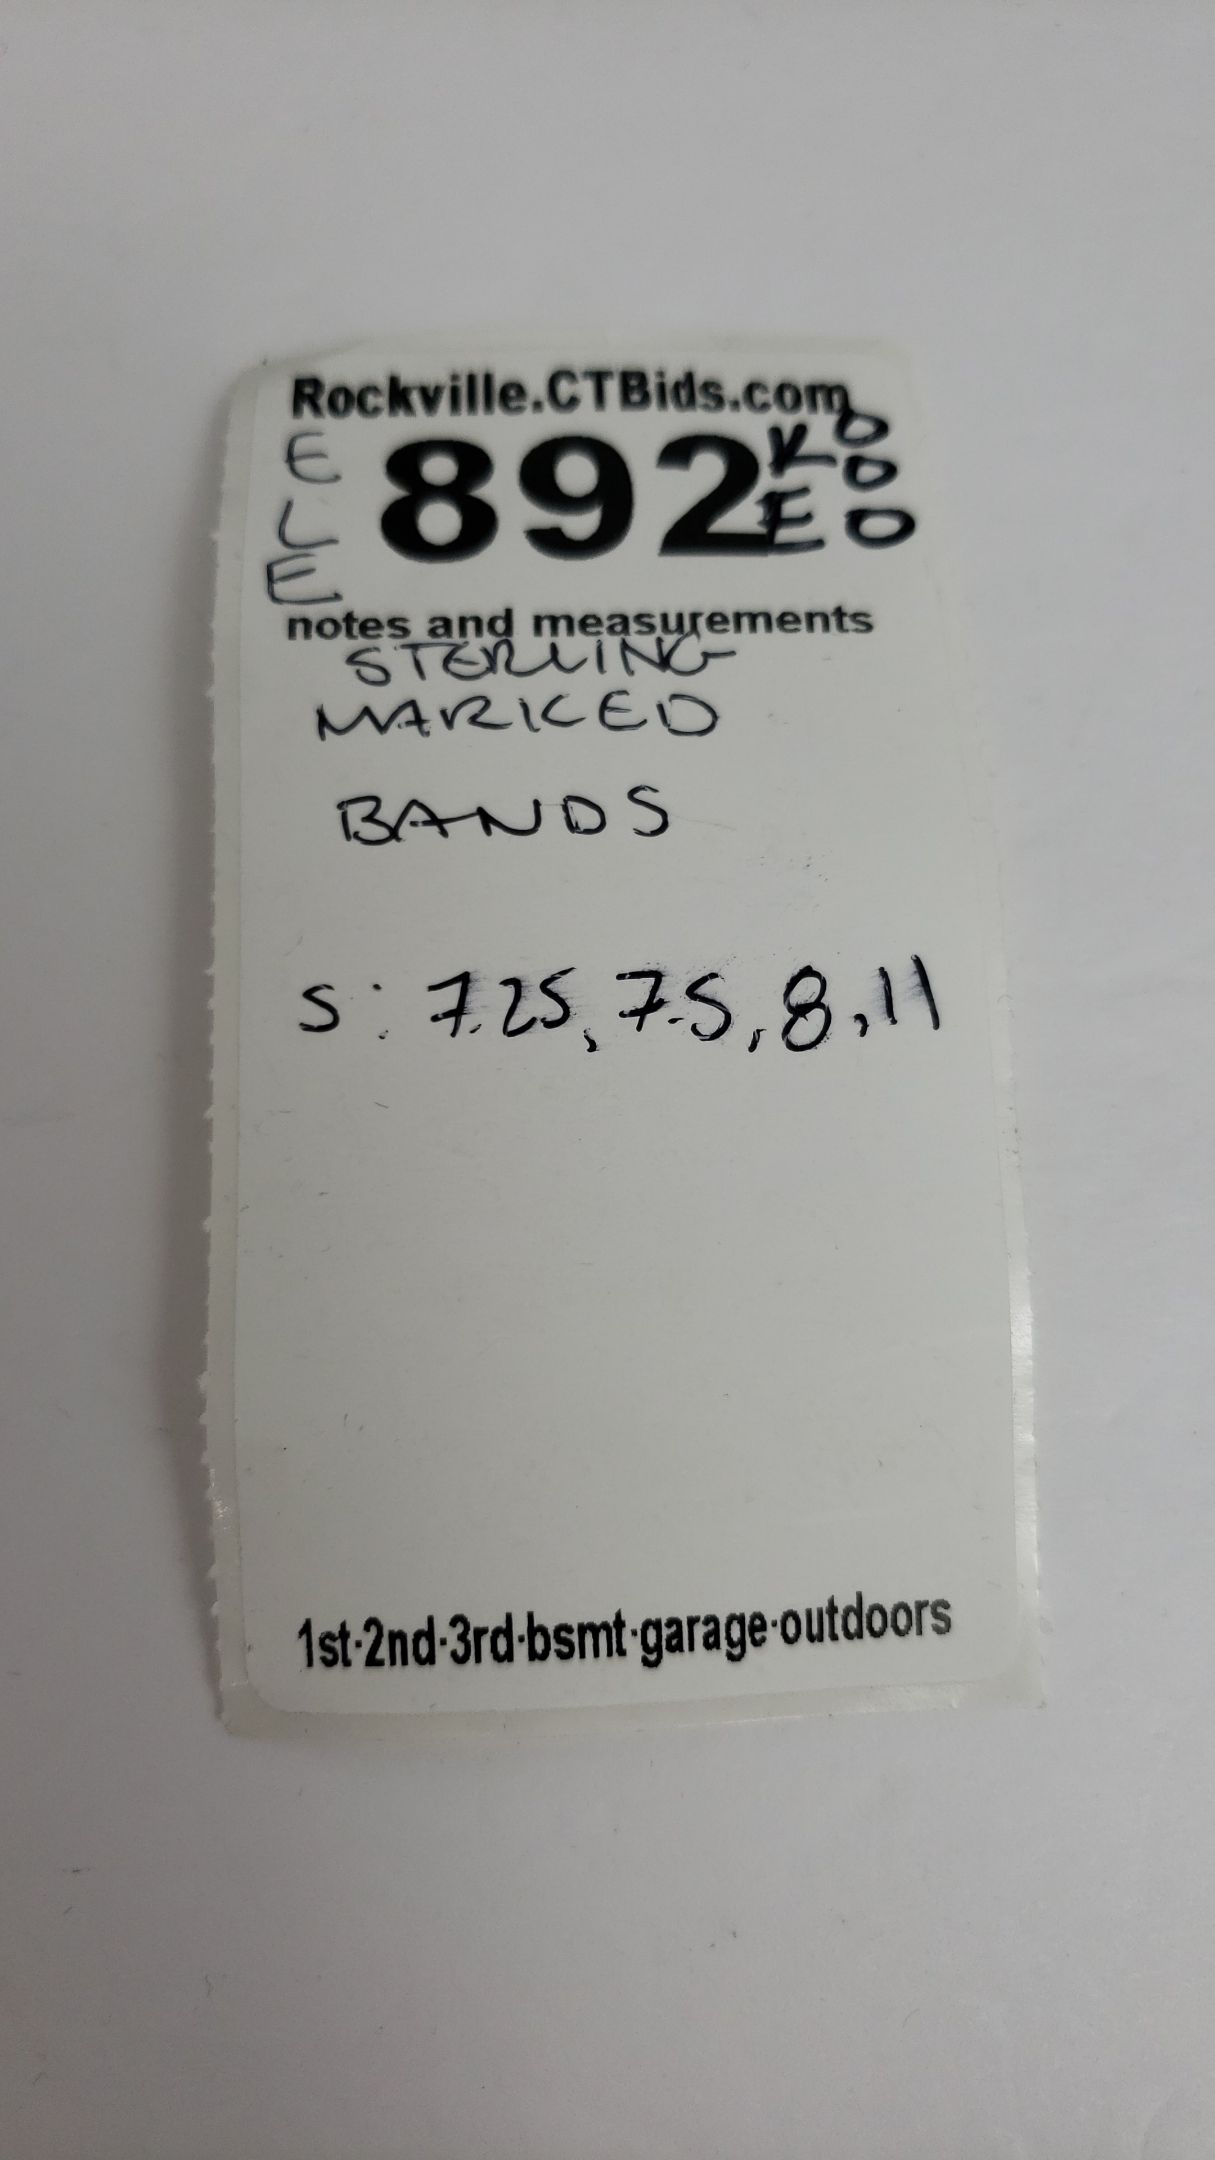 Rockville.CTBids.com
E
L
E
892
K
E
notes and measurements
STERLING
MARKED
BANDS
S: 7.25, 7.5, 8, 11
1st·2nd·3rd·bsmt·garage·outdoors